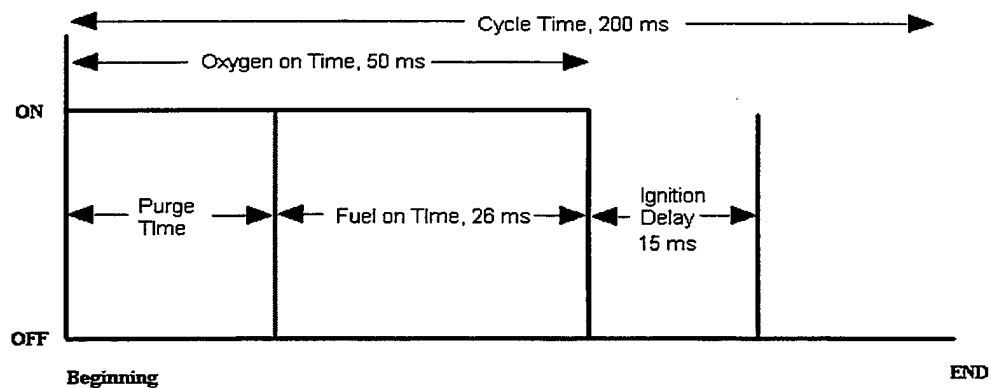 Cycle Time, 200 ms
Oxygen on Time, 50 ms
ON
Purge
Time
Fuel on Time, 26 ms
Ignition
Delay
15 ms
OFF
Beginning
END